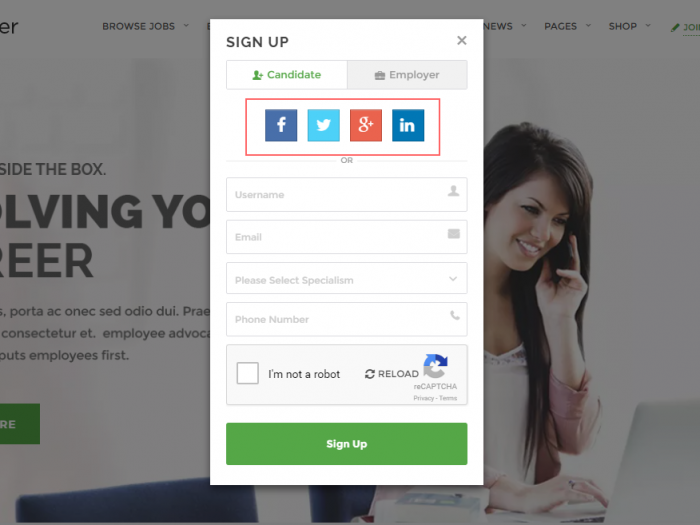 er BROWSE JOBS NEWS PAGES SHOP JOI
SIGN UP
Candidate Employer
f g+ in
OR
Username
Email
Please Select Specialism
Phone Number
I'm not a robot RELOAD
reCAPTCHA
Privacy - Terms
Sign Up
SIDE THE BOX.
OLVING YO
REER
s, porta ac onec sed odio dui. Prae
consectetur et. employee advoca
puts employees first.
RE